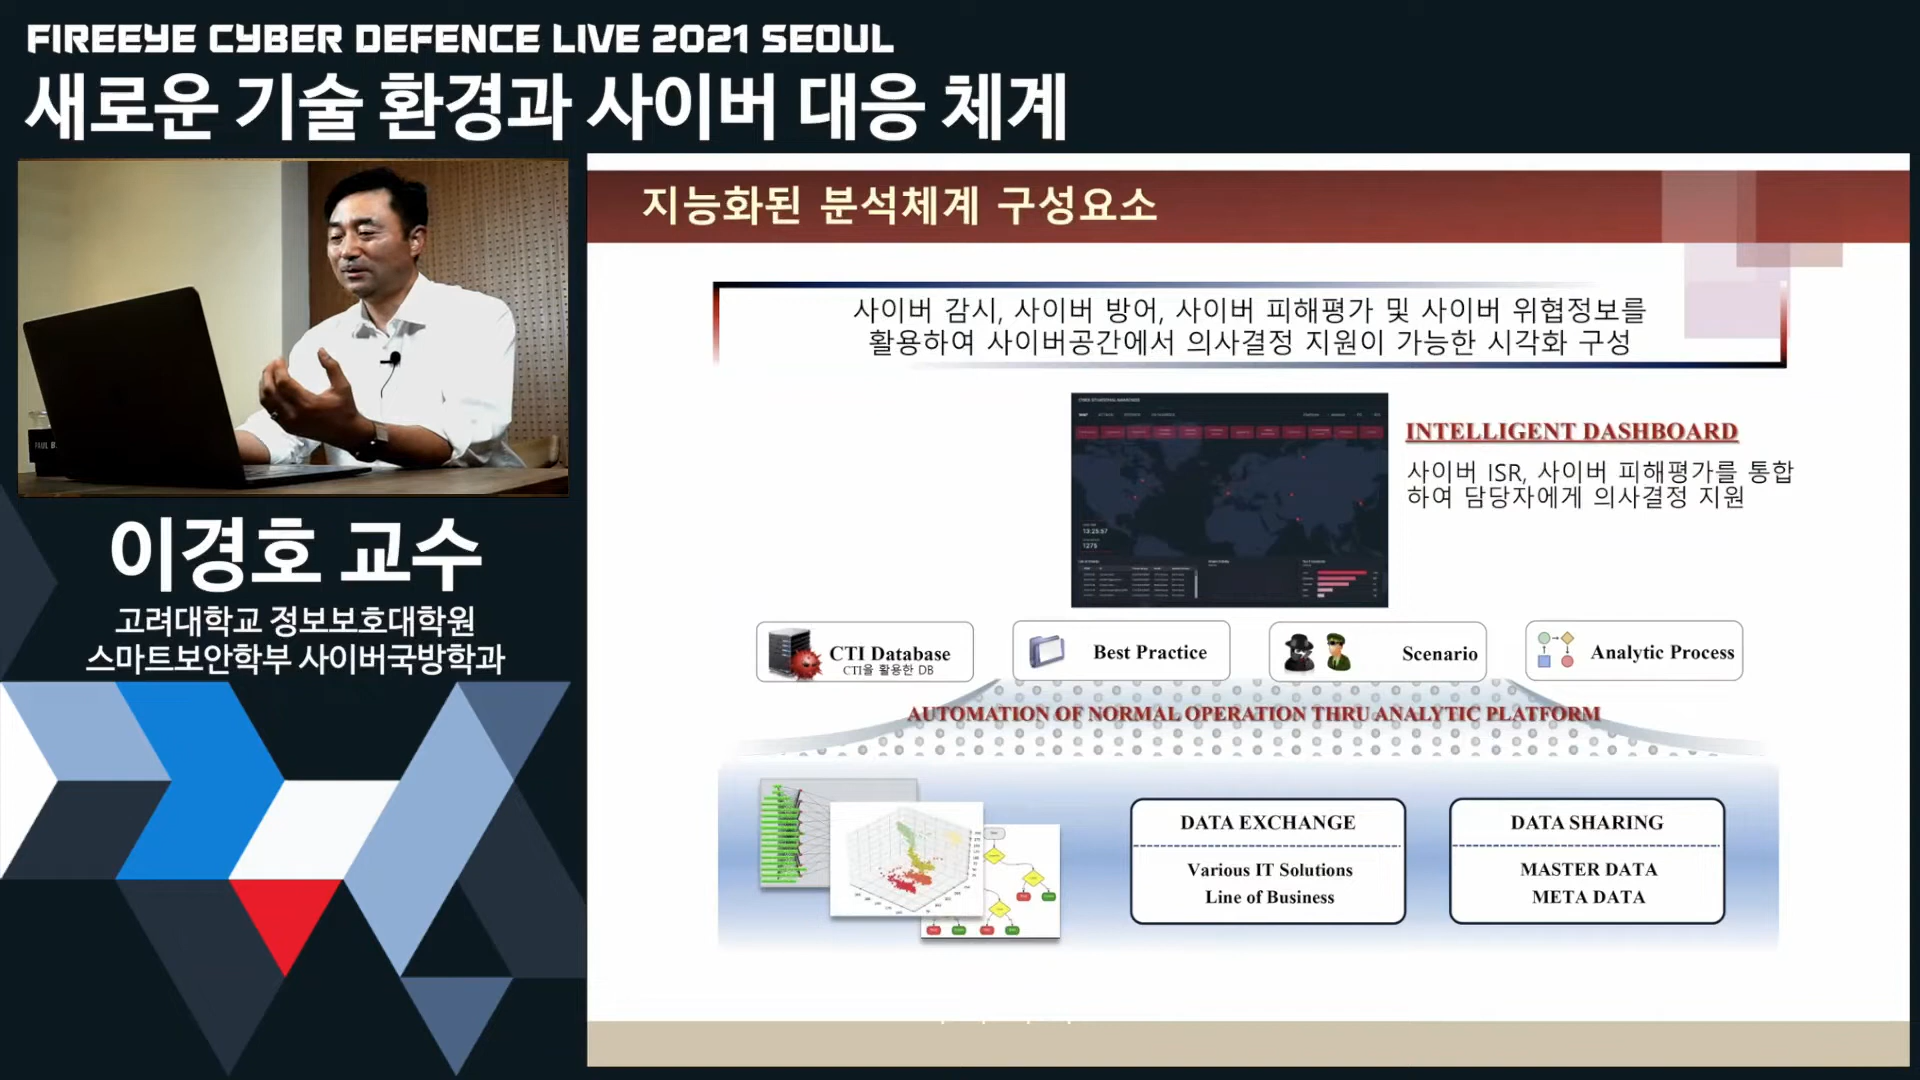 FIREEYE CYBER DEFENCE LIVE 2021 SEOUL
새로운 기술 환경과 사이버 대응 체계
이경호 교수
고려대학교 정보보호대학원
스마트보안학부 사이버국방학과
지능화된 분석체계 구성요소
사이버 감시, 사이버 방어, 사이버 피해평가 및 사이버 위협정보를
활용하여 사이버공간에서 의사결정 지원이 가능한 시각화 구성
CYBER SITUATIONAL AWARENESS
13:25:57
1275
INTELLIGENT DASHBOARD
사이버 ISR, 사이버 피해평가를 통합
하여 담당자에게 의사결정 지원
CTI Database
CTI을 활용한 DB
Best Practice
Scenario
Analytic Process
AUTOMATION OF NORMAL OPERATION THRU ANALYTIC PLATFORM
DATA EXCHANGE
Various IT Solutions
Line of Business
DATA SHARING
MASTER DATA
META DATA
PAUL B.